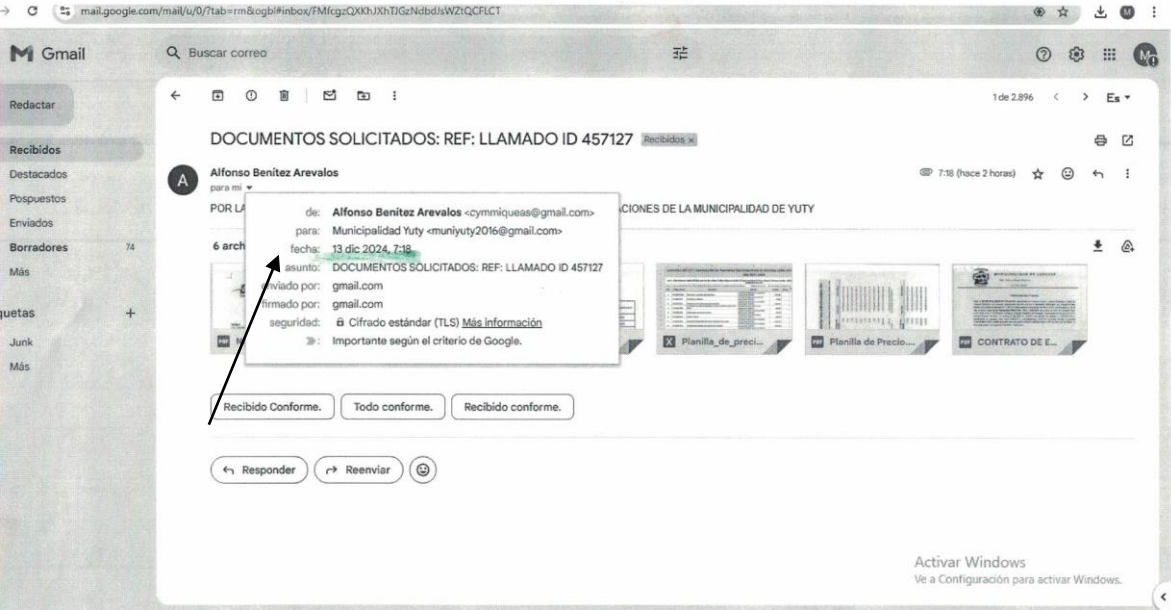 mail.google.com/mail/u/0/?tab=rm&ogbl#inbox/FMfcgzQXKhJXhTJGzNdbdJsWZtQCFLCT
Gmail
Buscar correo
Redactar
1 de 2.896
Es
Recibidos
Destacados
Pospuestos
Enviados
Borradores 74
Más
quetas +
Junk
Más
DOCUMENTOS SOLICITADOS: REF: LLAMADO ID 457127 Recibidos x
A
Alfonso Benítez Arevalos
7:18 (hace 2 horas)
para mí
POR LA
CIONES DE LA MUNICIPALIDAD DE YUTY
de: Alfonso Benítez Arevalos <cymmiqueas@gmail.com>
para: Municipalidad Yuty <muniyuty2016@gmail.com>
fecha: 13 dic 2024, 7:18
asunto: DOCUMENTOS SOLICITADOS: REF: LLAMADO ID 457127
enviado por: gmail.com
firmado por: gmail.com
seguridad: Cifrado estándar (TLS) Más información
Importante según el criterio de Google.
6 arch
X Planilla_de_preci...
PDF Planilla de Precio....
PDF CONTRATO DE E...
Recibido Conforme.
Todo conforme.
Recibido conforme.
Responder
Reenviar
Activar Windows
Ve a Configuración para activar Windows.